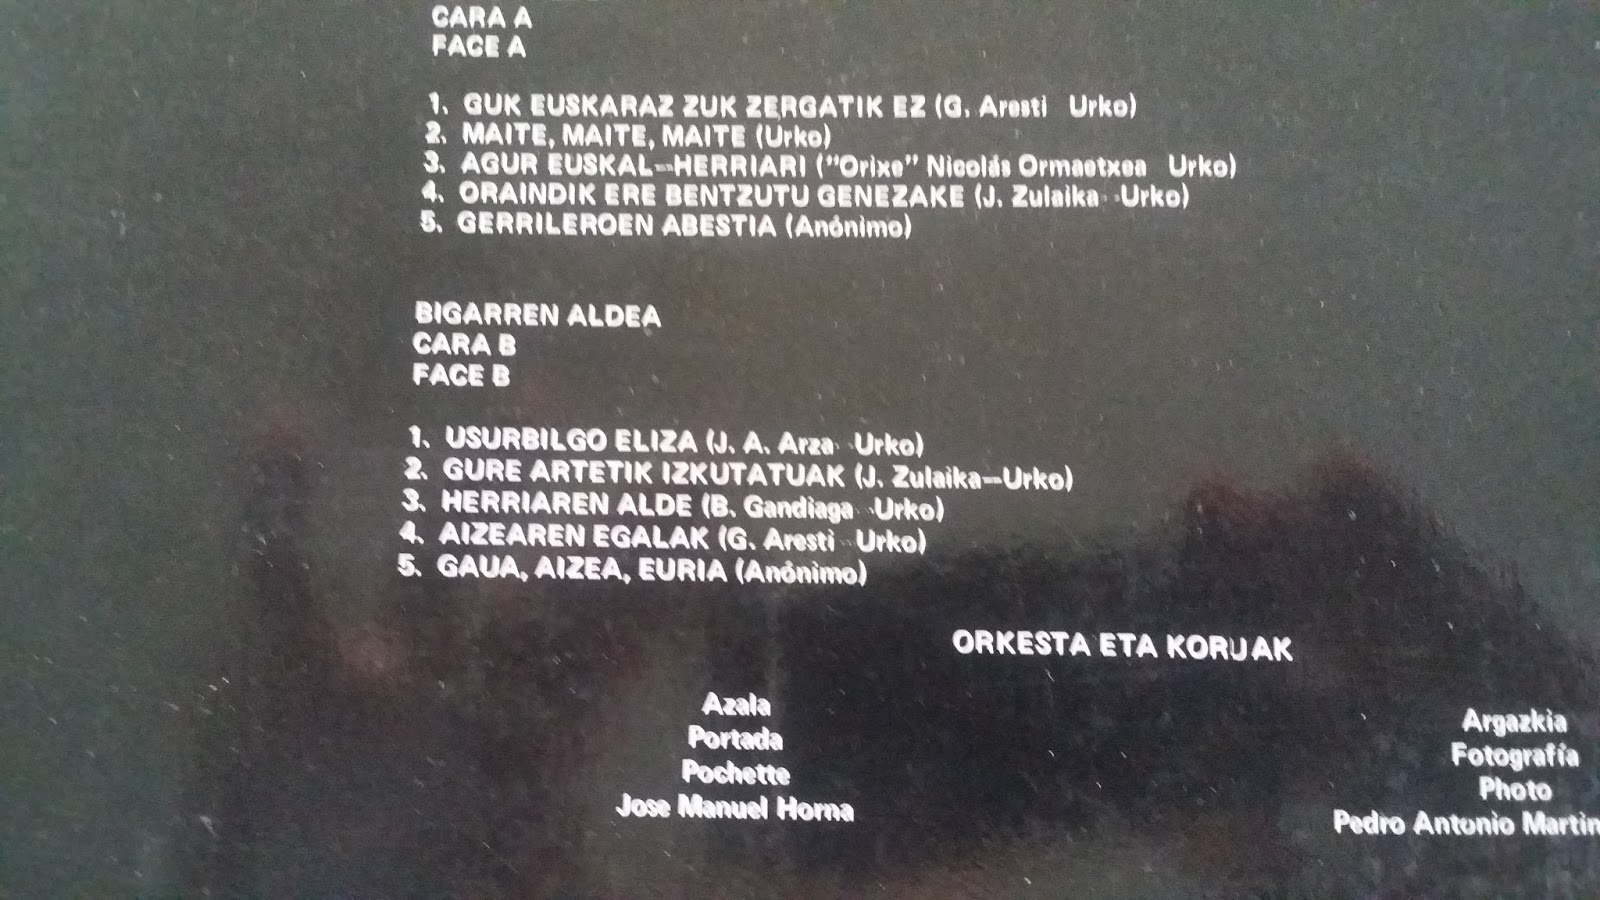 CARA A
FACE A
1. GUK EUSKARAZ ZUK ZERGATIK EZ (G. Aresti Urko)
2. MAITE, MAITE, MAITE (Urko)
3. AGUR EUSKAL—HERRIARI ("Orixe" Nicolás Ormaetxea Urko)
4. ORAINDIK ERE BENTZUTU GENEZAKE (J. Zulaika - Urko)
5. GERRILEROEN ABESTIA (Anónimo)
BIGARREN ALDEA
CARA B
FACE B
1. USURBILGO ELIZA (J. A. Arza - Urko)
2. GURE ARTETIK IZKUTATUAK (J. Zulaika—Urko)
3. HERRIAREN ALDE (B. Gandiaga - Urko)
4. AIZEAREN EGALAK (G. Aresti - Urko)
5. GAUA, AIZEA, EURIA (Anónimo)
ORKESTA ETA KORUAK
Azala
Portada
Pochette
Jose Manuel Horna
Argazkia
Fotografía
Photo
Pedro Antonio Martin